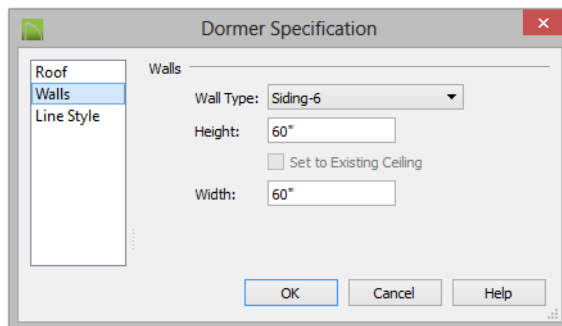 Dormer Specification
Roof
Walls
Line Style
Walls
Wall Type: Siding-6
Height: 60"
Set to Existing Ceiling
Width: 60"
OK Cancel Help